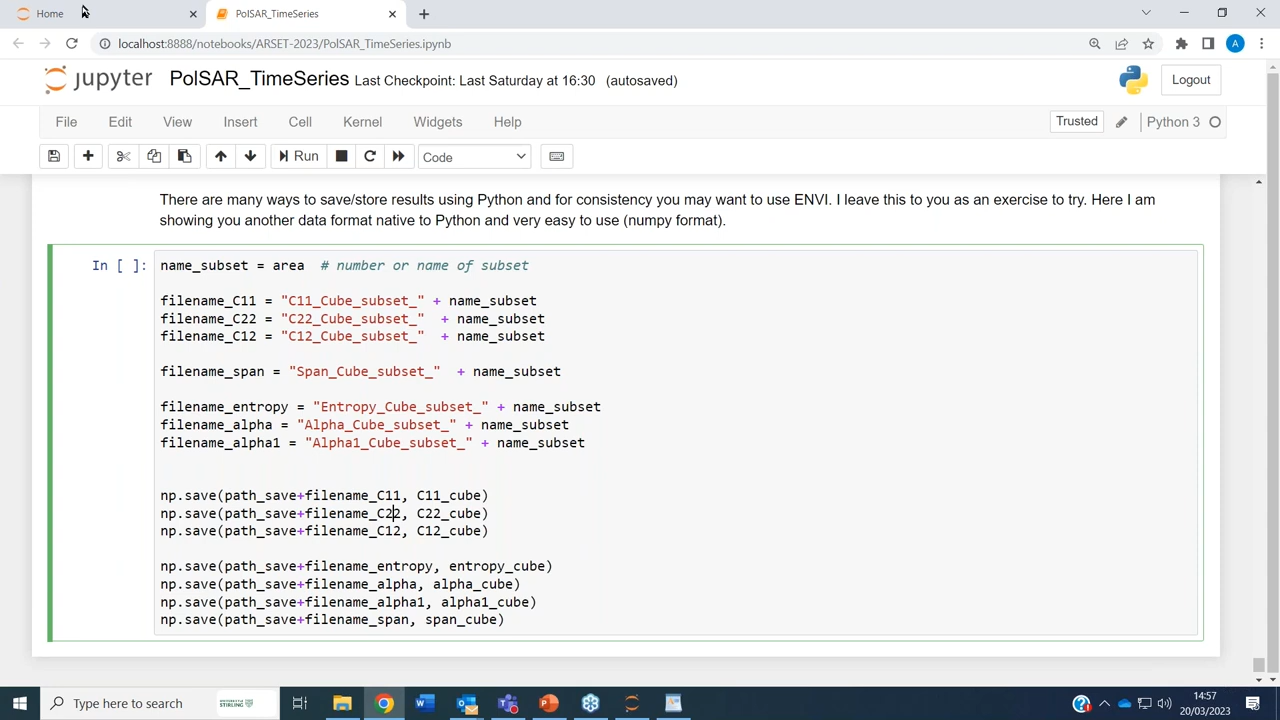 Home
PolSAR_TimeSeries
localhost:8888/notebooks/ARSET-2023/PolSAR_TimeSeries.ipynb
A
jupyter PolSAR_TimeSeries Last Checkpoint: Last Saturday at 16:30 (autosaved)
Logout
File Edit View Insert Cell Kernel Widgets Help
Trusted
Python 3
Run
Code
There are many ways to save/store results using Python and for consistency you may want to use ENVI. I leave this to you as an exercise to try. Here I am
showing you another data format native to Python and very easy to use (numpy format).
In [ ]: name_subset = area # number or name of subset
filename_C11 = "C11_Cube_subset_" + name_subset
filename_C22 = "C22_Cube_subset_" + name_subset
filename_C12 = "C12_Cube_subset_" + name_subset
filename_span = "Span_Cube_subset_" + name_subset
filename_entropy = "Entropy_Cube_subset_" + name_subset
filename_alpha = "Alpha_Cube_subset_" + name_subset
filename_alpha1 = "Alpha1_Cube_subset_" + name_subset
np.save(path_save+filename_C11, C11_cube)
np.save(path_save+filename_C22, C22_cube)
np.save(path_save+filename_C12, C12_cube)
np.save(path_save+filename_entropy, entropy_cube)
np.save(path_save+filename_alpha, alpha_cube)
np.save(path_save+filename_alpha1, alpha1_cube)
np.save(path_save+filename_span, span_cube)
Type here to search
14:57
20/03/2023